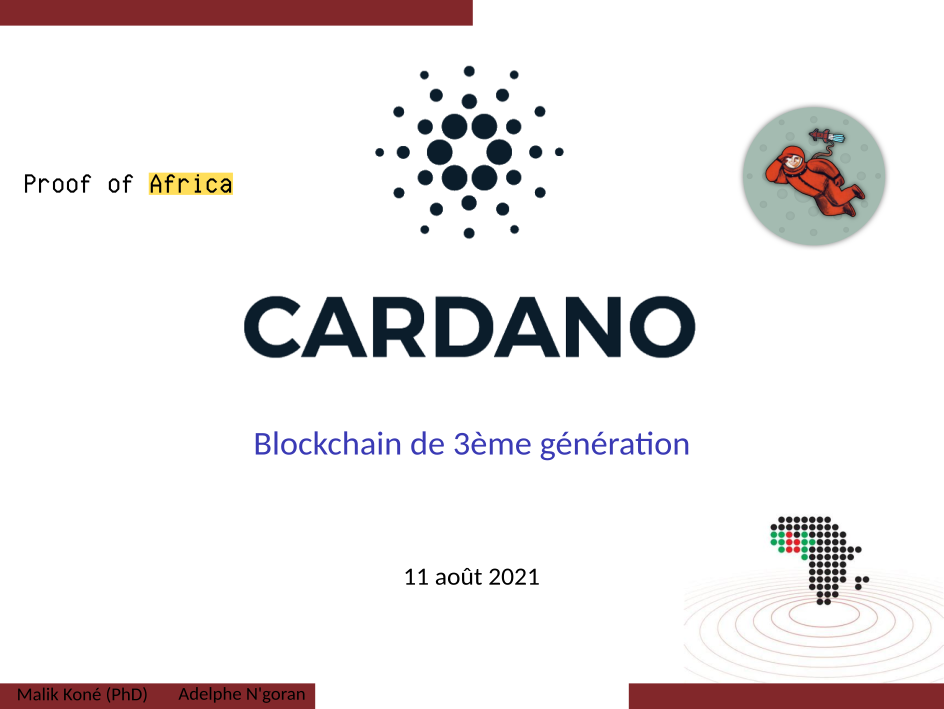 Proof of Africa
CARDANO
Blockchain de 3ème génération
11 août 2021
Malik Koné (PhD) Adelphe N'goran